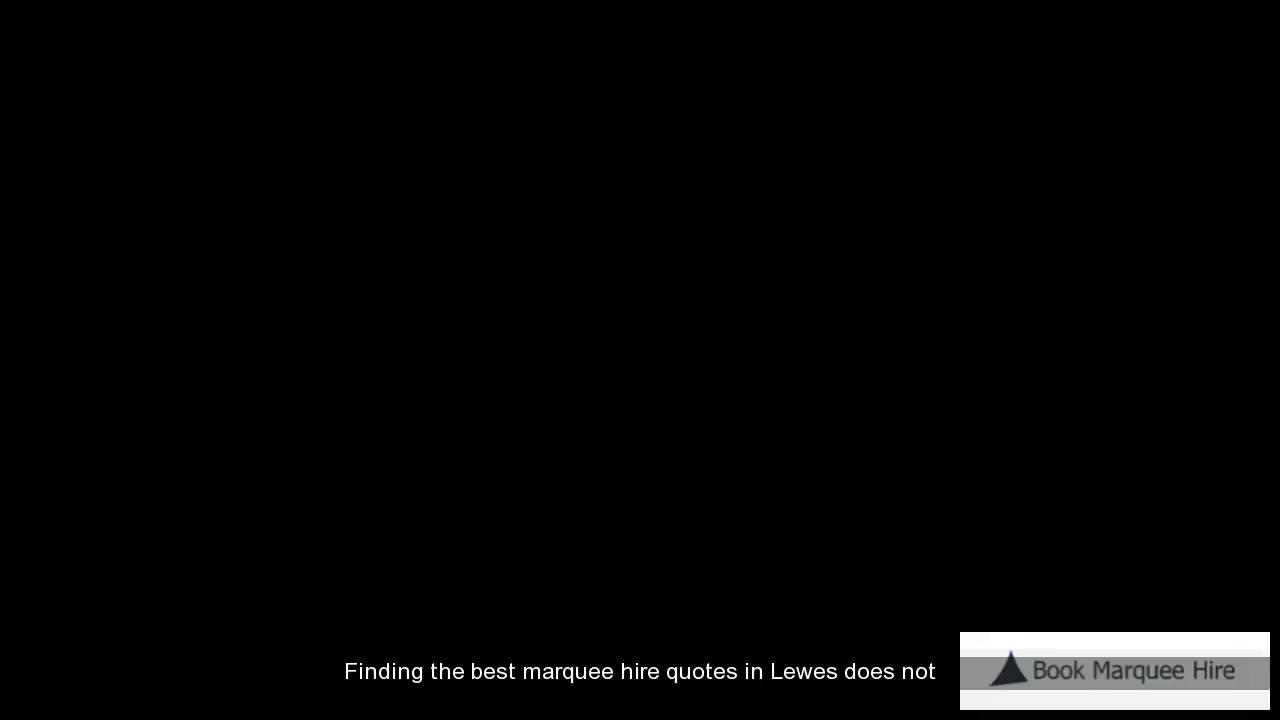 Finding the best marquee hire quotes in Lewes does not
Book Marquee Hire